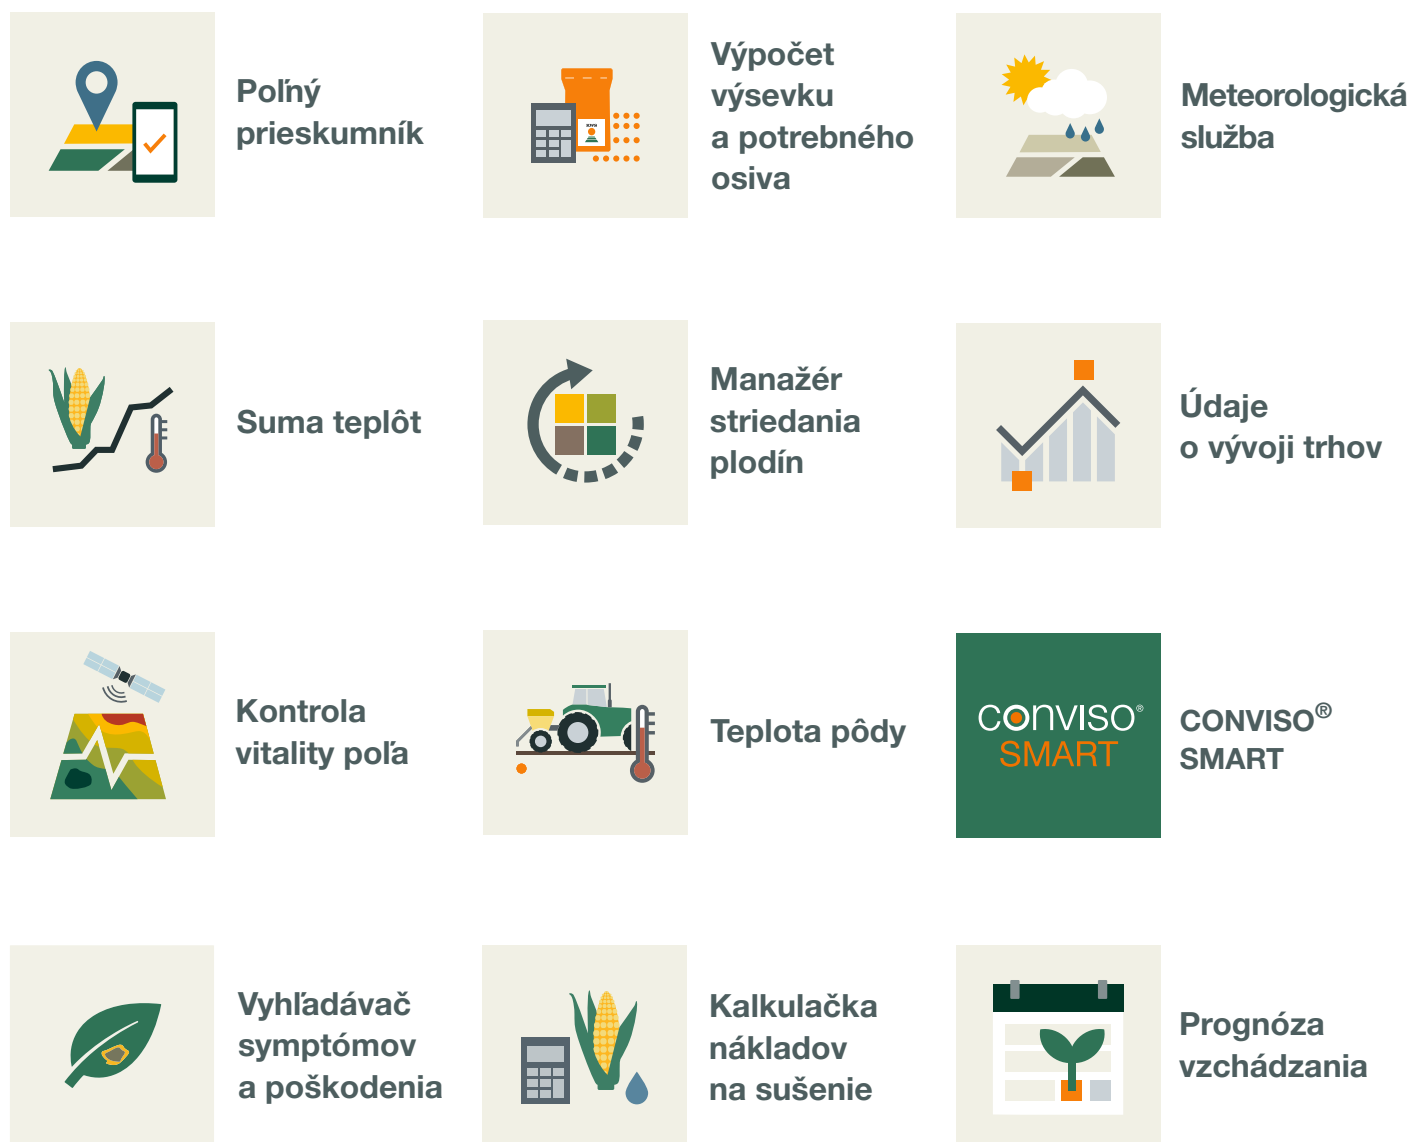 Poľný
prieskumník
Výpočet
výsevku
a potrebného
osiva
Meteorologická
služba
Suma teplôt
Manažér
striedania
plodín
Údaje
o vývoji trhov
Kontrola
vitality poľa
Teplota pôdy
CONVISO®
SMART
CONVISO®
SMART
Vyhľadávač
symptómov
a poškodenia
Kalkulačka
nákladov
na sušenie
Prognóza
vzchádzania